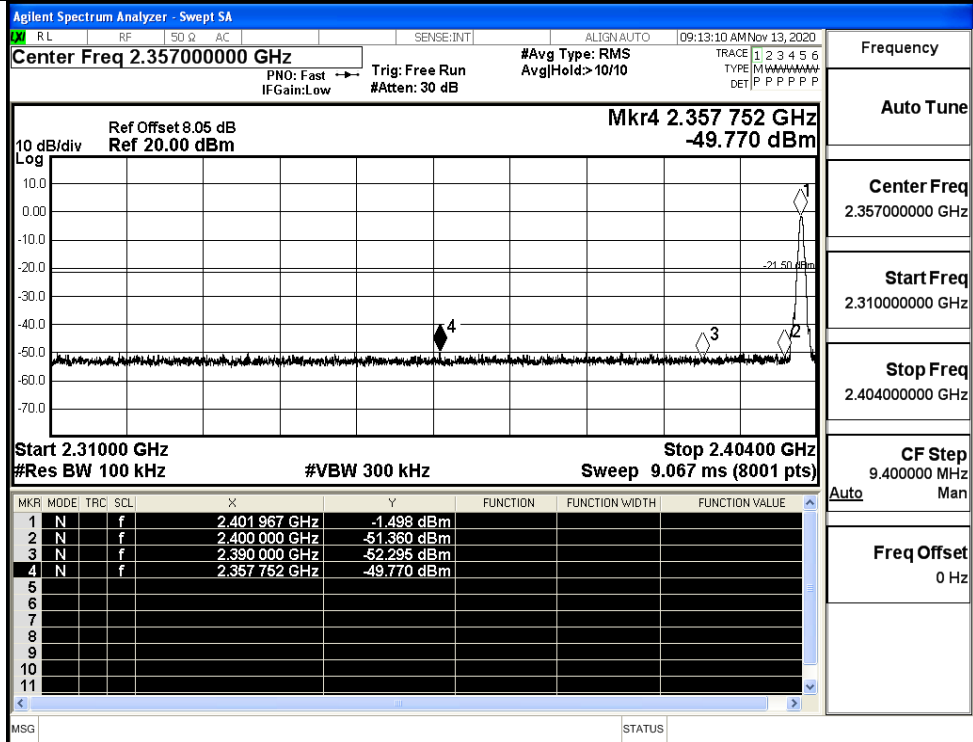 Agilent Spectrum Analyzer - Swept SA
LXI RL RF 50 Ω AC SENSE:INT ALIGN AUTO 09:13:10 AM Nov 13, 2020
Center Freq 2.357000000 GHz
PNO: Fast
IFGain:Low
Trig: Free Run
#Atten: 30 dB
#Avg Type: RMS
Avg|Hold:>10/10
TRACE 1 2 3 4 5 6
TYPE M WWWWW
DET P P P P P P
Mkr4 2.357 752 GHz
-49.770 dBm
Ref Offset 8.05 dB
10 dB/div Ref 20.00 dBm
Log
10.0
0.00
-10.0
-20.0
-30.0
-40.0
-50.0
-60.0
-70.0
1
-21.50 dBm
4
3
2
Start 2.31000 GHz Stop 2.40400 GHz
#Res BW 100 kHz #VBW 300 kHz Sweep 9.067 ms (8001 pts)
MKR MODE TRC SCL X Y FUNCTION FUNCTION WIDTH FUNCTION VALUE
1 N f 2.401 967 GHz -1.498 dBm
2 N f 2.400 000 GHz -51.360 dBm
3 N f 2.390 000 GHz -52.295 dBm
4 N f 2.357 752 GHz -49.770 dBm
5
6
7
8
9
10
11
MSG STATUS
Frequency
Auto Tune
Center Freq
2.357000000 GHz
Start Freq
2.310000000 GHz
Stop Freq
2.404000000 GHz
CF Step
9.400000 MHz
Auto Man
Freq Offset
0 Hz